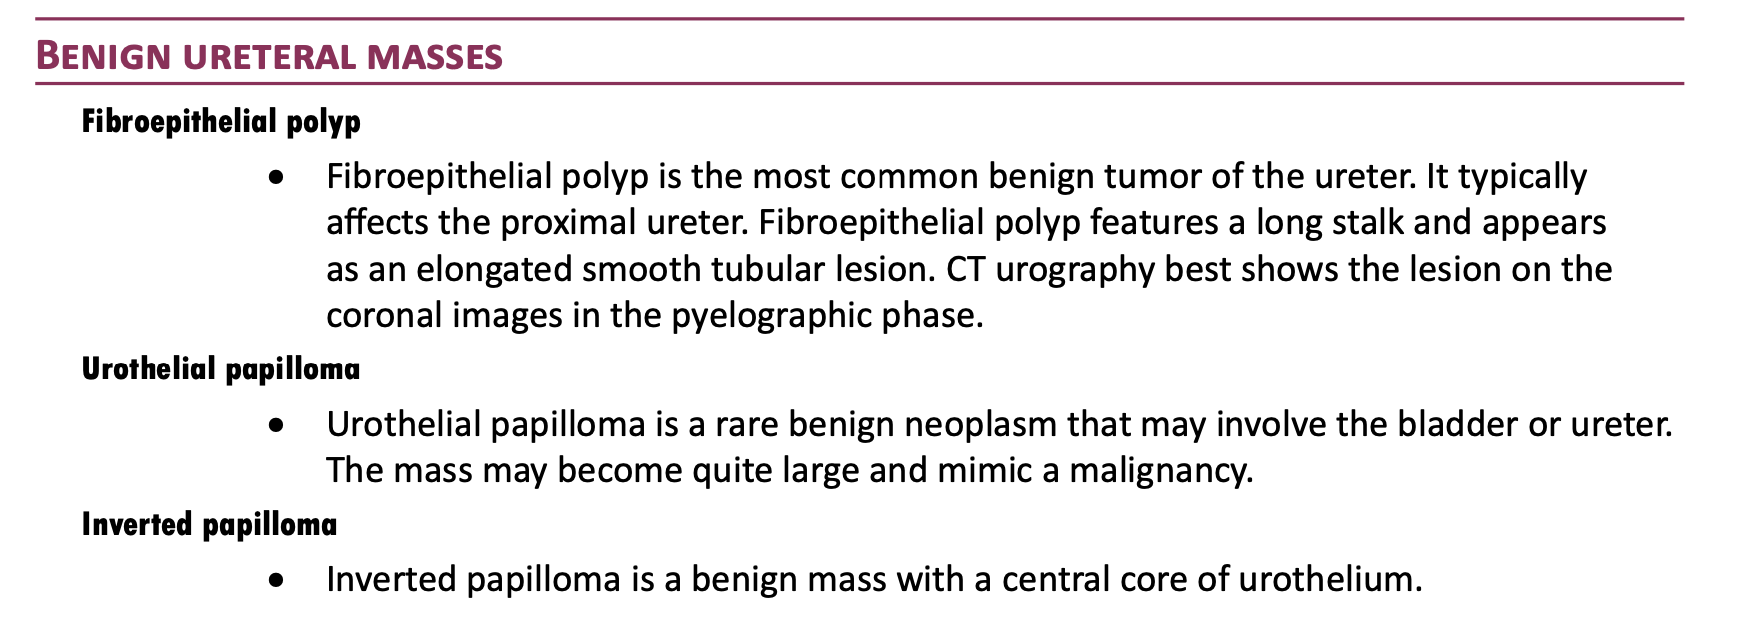 BENIGN URETERAL MASSES
Fibroepithelial polyp
• Fibroepithelial polyp is the most common benign tumor of the ureter. It typically
affects the proximal ureter. Fibroepithelial polyp features a long stalk and appears
as an elongated smooth tubular lesion. CT urography best shows the lesion on the
coronal images in the pyelographic phase.
Urothelial papilloma
• Urothelial papilloma is a rare benign neoplasm that may involve the bladder or ureter.
The mass may become quite large and mimic a malignancy.
Inverted papilloma
• Inverted papilloma is a benign mass with a central core of urothelium.